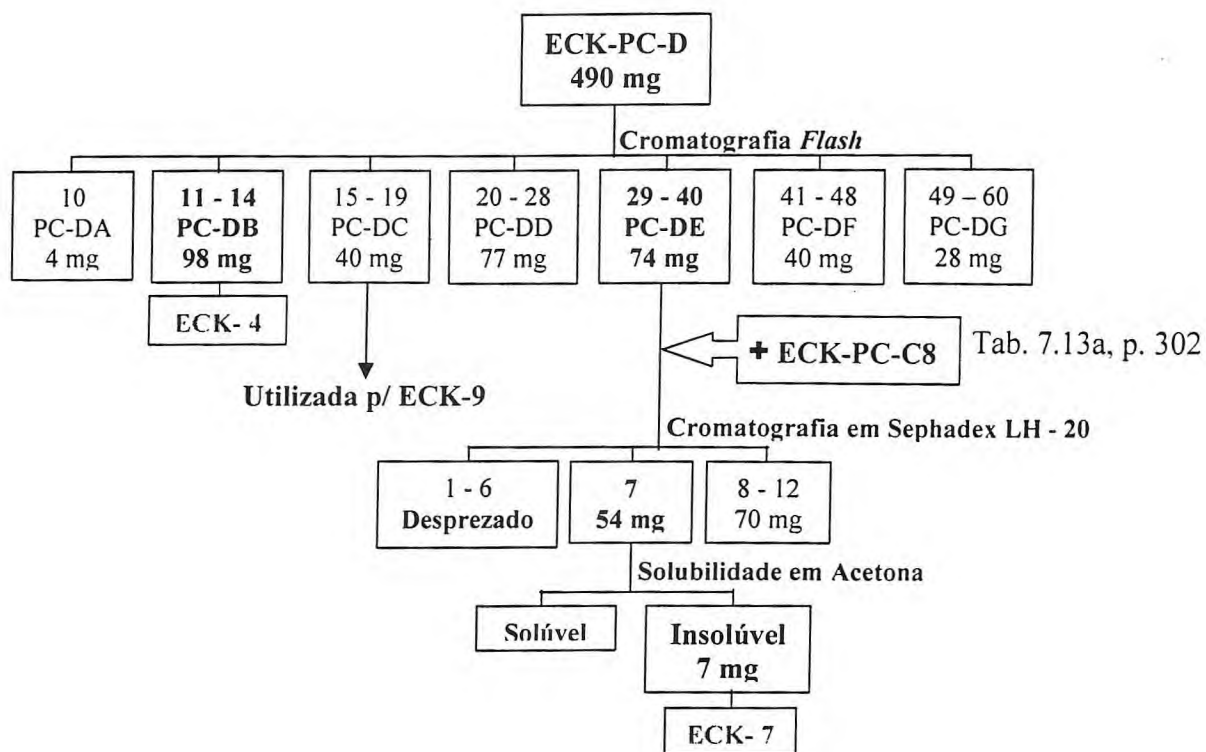 ECK-PC-D
490 mg
Cromatografia Flash
10
PC-DA
4 mg
11 - 14
PC-DB
98 mg
15 - 19
PC-DC
40 mg
20 - 28
PC-DD
77 mg
29 - 40
PC-DE
74 mg
41 - 48
PC-DF
40 mg
49 – 60
PC-DG
28 mg
ECK- 4
+ ECK-PC-C8
Tab. 7.13a, p. 302
Utilizada p/ ECK-9
Cromatografia em Sephadex LH - 20
1 - 6
Desprezado
7
54 mg
8 - 12
70 mg
Solubilidade em Acetona
Solúvel
Insolúvel
7 mg
ECK- 7